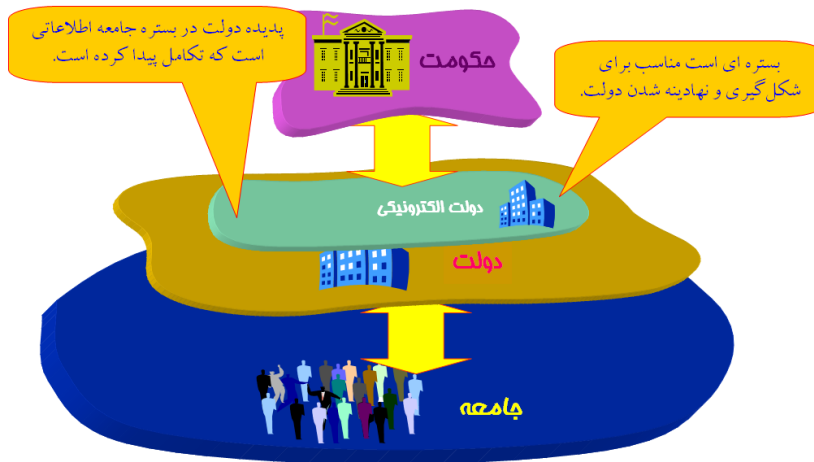 پدیده دولت در بستره جامعه اطلاعاتی
است که تکامل پیدا کرده است.
حکومت
بستره ای است مناسب برای
شکل‌گیری و نهادینه شدن دولت.
دولت الکترونیکی
دولت
جامعه